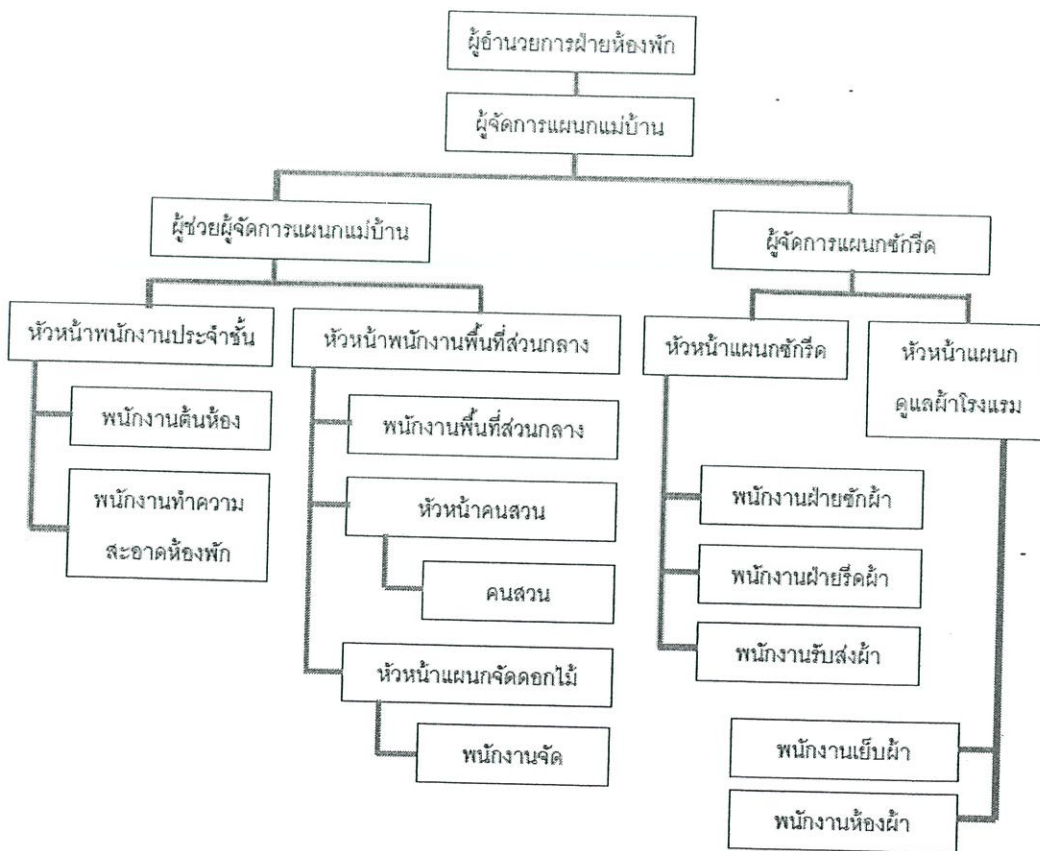 ผู้อำนวยการฝ่ายห้องพัก
ผู้จัดการแผนกแม่บ้าน
ผู้ช่วยผู้จัดการแผนกแม่บ้าน
ผู้จัดการแผนกซักรีด
หัวหน้าพนักงานประจำชั้น
หัวหน้าพนักงานพื้นที่ส่วนกลาง
หัวหน้าแผนกซักรีด
หัวหน้าแผนก
ดูแลผ้าโรงแรม
พนักงานต้นห้อง
พนักงานทำความ
สะอาดห้องพัก
พนักงานพื้นที่ส่วนกลาง
หัวหน้าคนสวน
คนสวน
หัวหน้าแผนกจัดดอกไม้
พนักงานจัด
พนักงานฝ่ายซักผ้า
พนักงานฝ่ายรีดผ้า
พนักงานรับส่งผ้า
พนักงานเย็บผ้า
พนักงานห้องผ้า